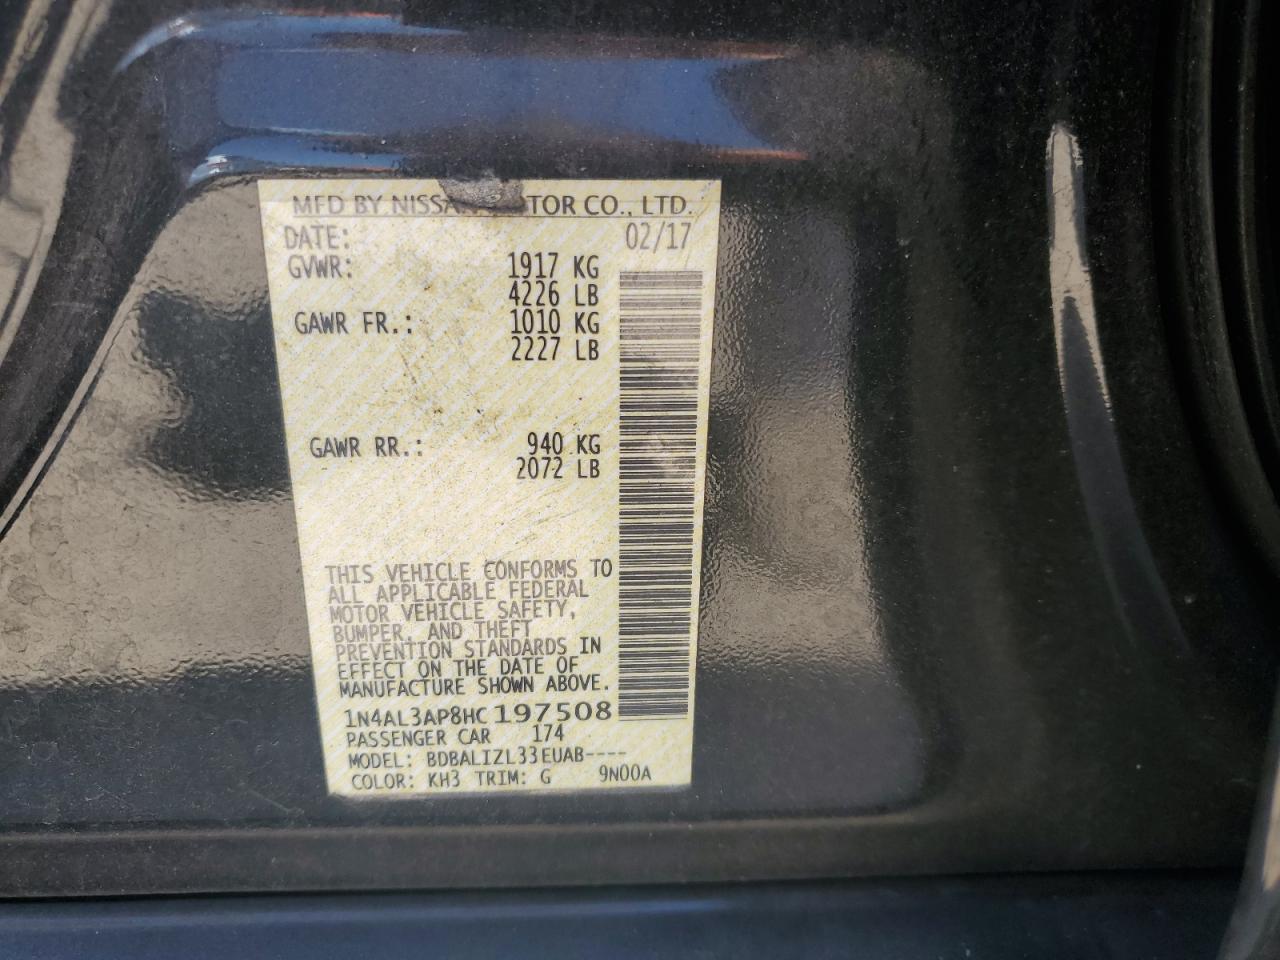 MFD BY NISSAN MOTOR CO., LTD.
DATE: 02/17
GVWR: 1917 KG
4226 LB
GAWR FR.: 1010 KG
2227 LB
GAWR RR.: 940 KG
2072 LB
THIS VEHICLE CONFORMS TO
ALL APPLICABLE FEDERAL
MOTOR VEHICLE SAFETY,
BUMPER, AND THEFT
PREVENTION STANDARDS IN
EFFECT ON THE DATE OF
MANUFACTURE SHOWN ABOVE.
1N4AL3AP8HC197508
PASSENGER CAR 174
MODEL: BDBALIZL33EUAB----
COLOR: KH3 TRIM: G 9N00A